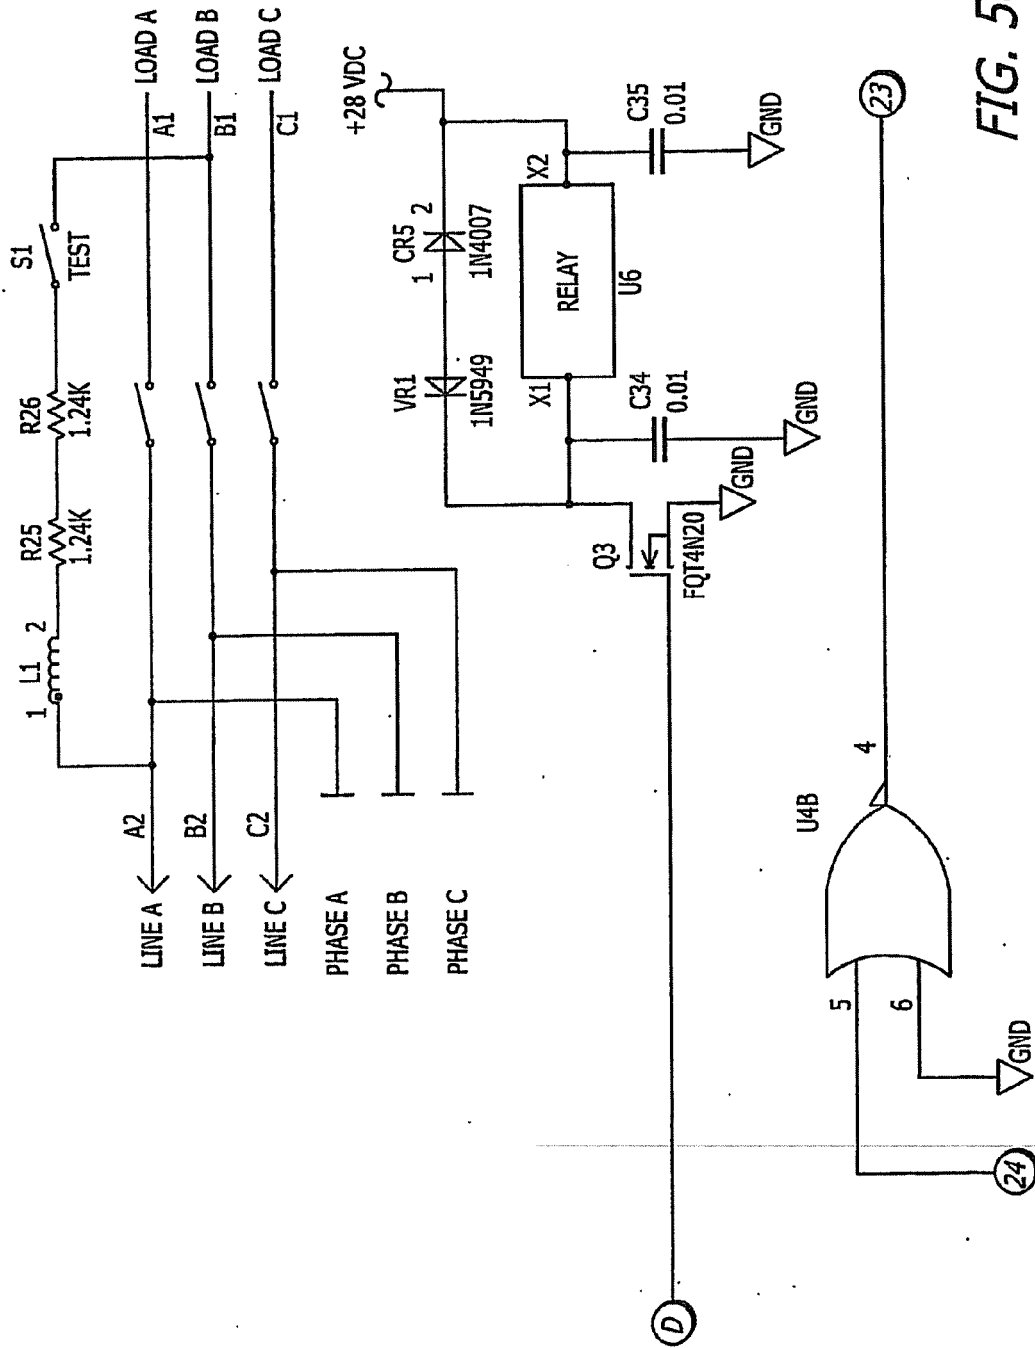 S1
TEST
R26
1.24K
R25
1.24K
1 L1 2
LOAD A
A1
LOAD B
B1
LOAD C
C1
A2
LINE A
B2
LINE B
C2
LINE C
PHASE A
PHASE B
PHASE C
+28 VDC
1 CR5 2
1N4007
VR1
1N5949
X1
RELAY
X2
U6
C34
0.01
GND
C35
0.01
GND
Q3
FQT4N20
GND
D
5
6
U4B
4
GND
24
23
FIG. 5